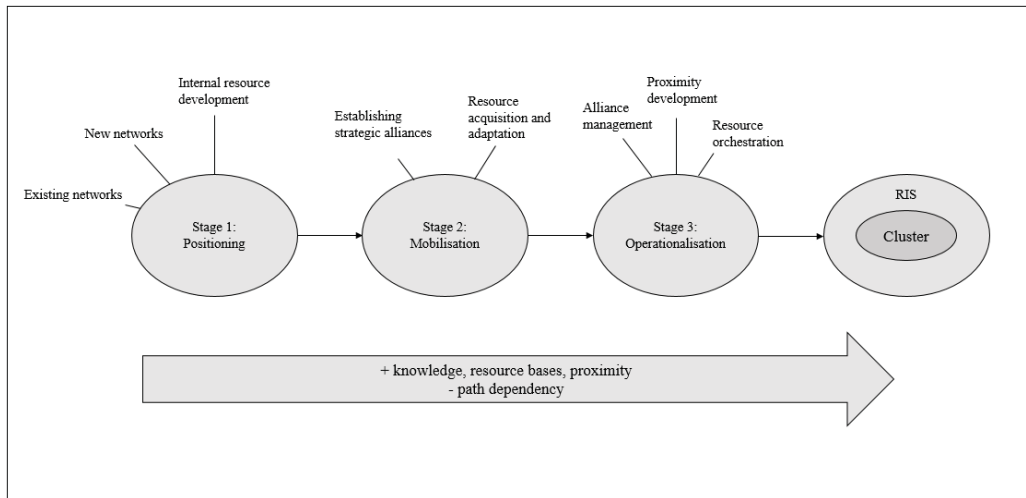 Internal resource
development
New networks
Existing networks
Stage 1:
Positioning
Establishing
strategic alliances
Resource
acquisition and
adaptation
Stage 2:
Mobilisation
Alliance
management
Proximity
development
Resource
orchestration
Stage 3:
Operationalisation
RIS
Cluster
+ knowledge, resource bases, proximity
- path dependency